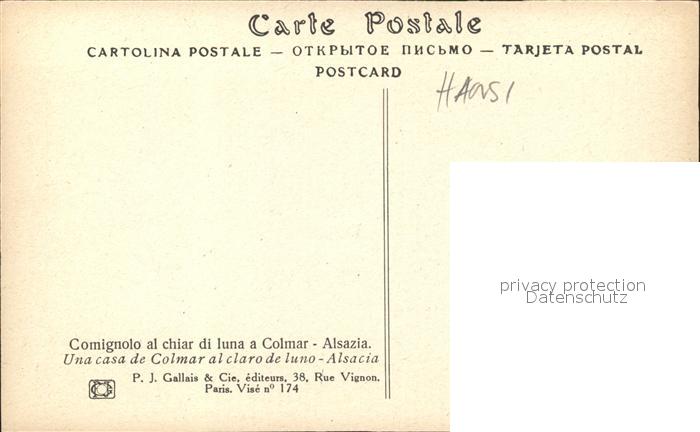 Carte Postale
CARTOLINA POSTALE — ОТКРЫТОЕ ПИСЬМО — TARJETA POSTAL
POSTCARD
HANSI
privacy protection
Datenschutz
Comignolo al chiar di luna a Colmar - Alsazia.
Una casa de Colmar al claro de luno - Alsacia
P. J. Gallais & Cie, éditeurs, 38, Rue Vignon.
Paris. Visé nº 174